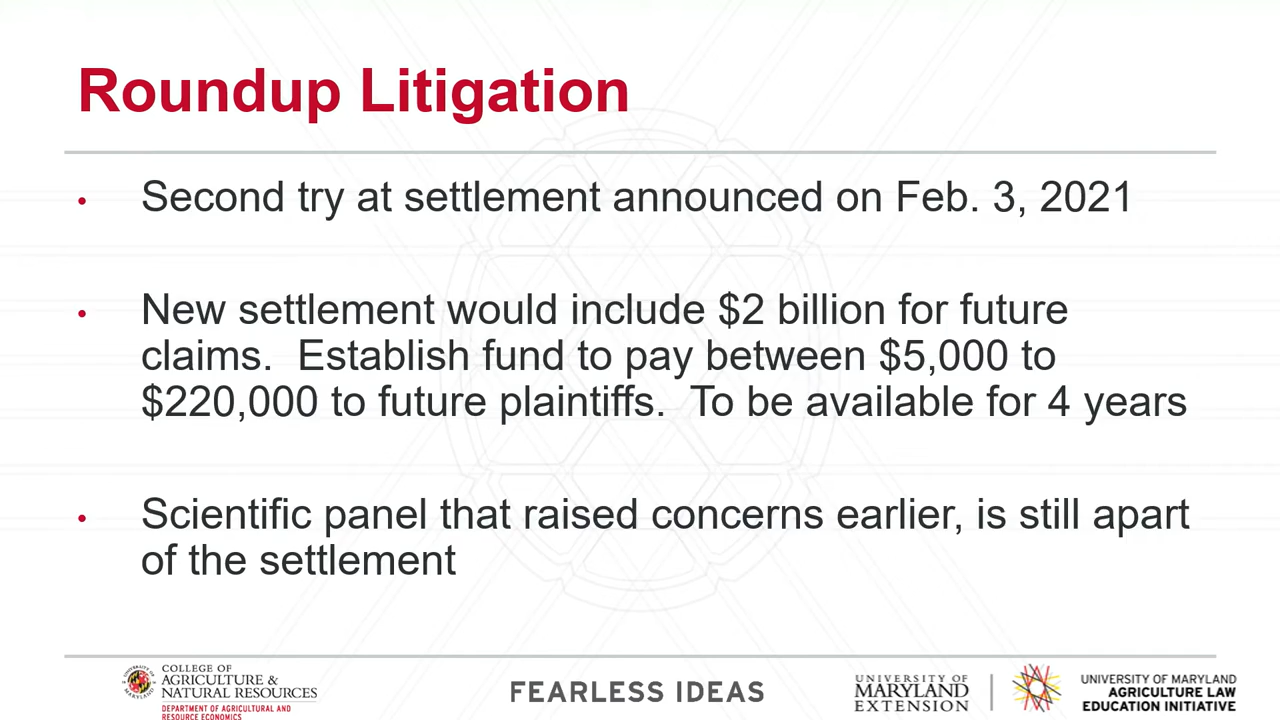 Roundup Litigation
• Second try at settlement announced on Feb. 3, 2021
• New settlement would include $2 billion for future
claims.  Establish fund to pay between $5,000 to
$220,000 to future plaintiffs.  To be available for 4 years
• Scientific panel that raised concerns earlier, is still apart
of the settlement
COLLEGE OF
AGRICULTURE &
NATURAL RESOURCES
DEPARTMENT OF AGRICULTURAL AND
RESOURCE ECONOMICS
FEARLESS IDEAS
UNIVERSITY OF
MARYLAND
EXTENSION
UNIVERSITY OF MARYLAND
AGRICULTURE LAW
EDUCATION INITIATIVE